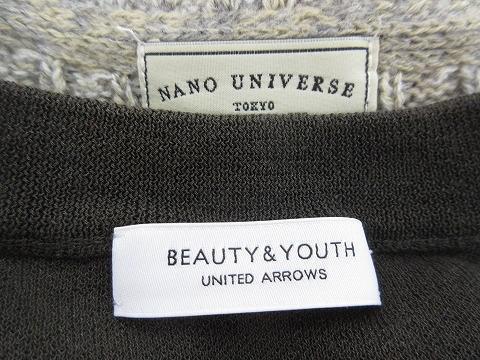 NANO UNIVERSE
TOKYO
BEAUTY&YOUTH
UNITED ARROWS